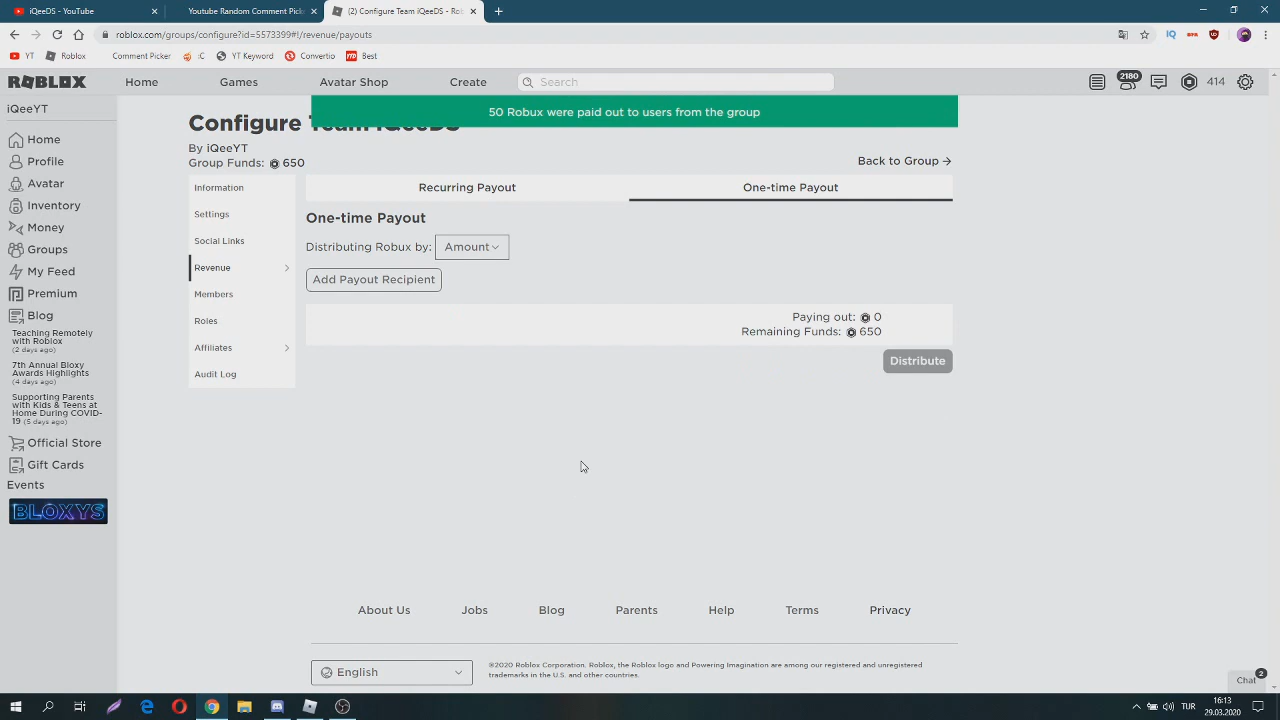 iQeeDS - YouTube
Youtube Random Comment Picke
(2) Configure Team iQeeDS - Ro
roblox.com/groups/configure?id=5573399#!/revenue/payouts
YT
Roblox
Comment Picker
KeyReq
Keyword
Convertio
Best
ROBLOX
Home
Games
Avatar Shop
Create
Search
2180
414
iQeeYT
Home
Profile
Avatar
Inventory
Money
Groups
My Feed
Premium
Blog
Teaching Remotely
with Roblox
(2 days ago)
7th Annual Bloxy
Awards Highlights
(4 days ago)
Supporting Parents
with Kids & Teens at
Home During COVID-
19 (5 days ago)
Official Store
Gift Cards
Events
BLOXYS
50 Robux were paid out to users from the group
Configure Team iQeeDS
By iQeeYT
Group Funds: 650
Back to Group
Information
Settings
Social Links
Revenue
Members
Roles
Affiliates
Audit Log
Recurring Payout
One-time Payout
One-time Payout
Distributing Robux by: Amount
Add Payout Recipient
Paying out: 0
Remaining Funds: 650
Distribute
About Us
Jobs
Blog
Parents
Help
Terms
Privacy
English
©2020 Roblox Corporation. Roblox, the Roblox logo and Powering Imagination are among our registered and unregistered
trademarks in the U.S. and other countries.
Chat 2
TUR
16:13
29.03.2020